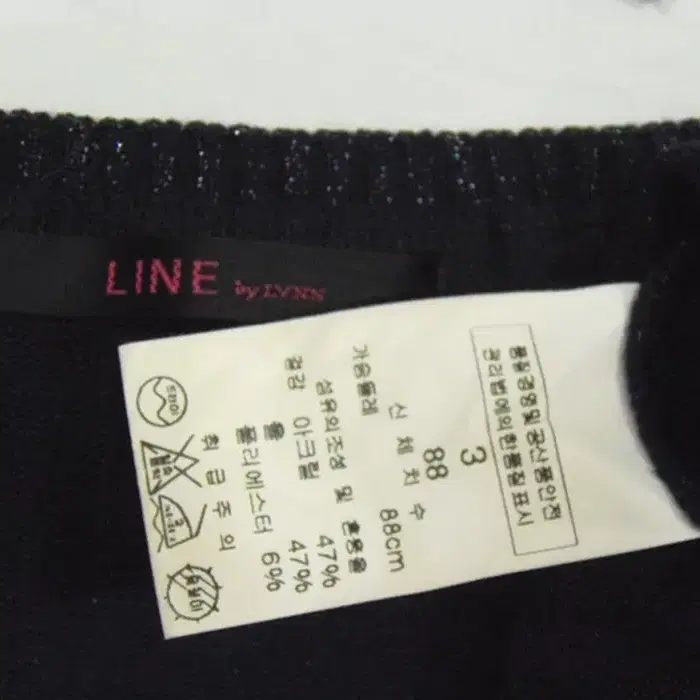 LINE by LYNN
품질경영 및 공산품안전
관리법에 의한 품질표시
3
88
신 체 치 수
가슴둘레 88cm
섬유의조성 및 혼용율
겉감 아크릴 47%
울 47%
폴리에스터 6%
취 급 주 의
드라이